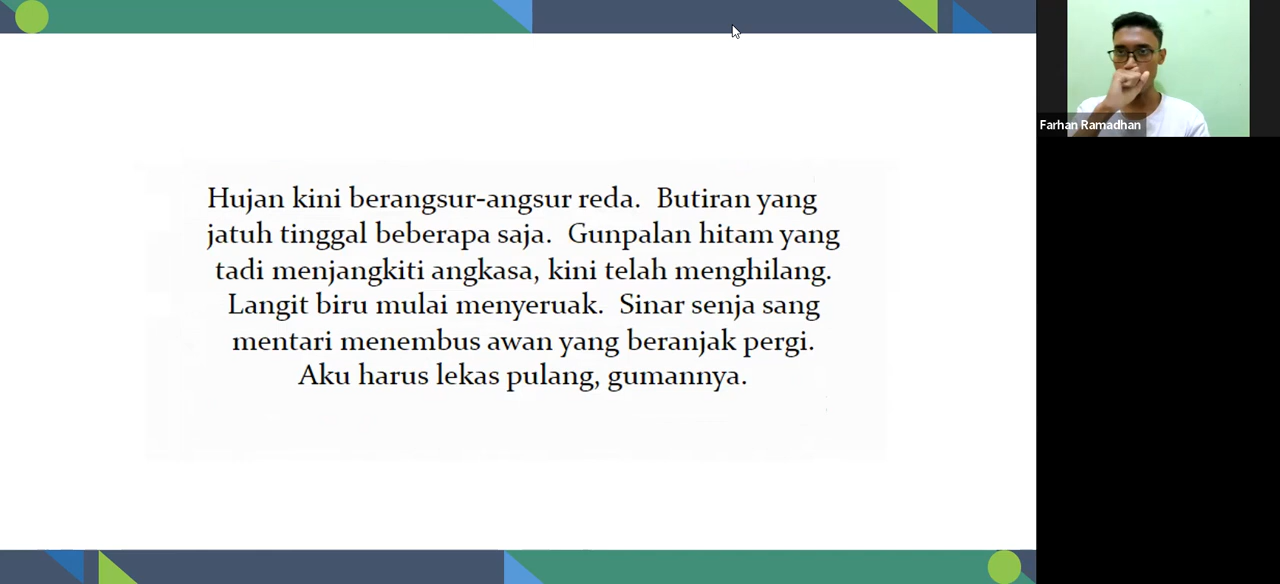 Hujan kini berangsur-angsur reda. Butiran yang
jatuh tinggal beberapa saja. Gunpalan hitam yang
tadi menjangkiti angkasa, kini telah menghilang.
Langit biru mulai menyeruak. Sinar senja sang
mentari menembus awan yang beranjak pergi.
Aku harus lekas pulang, gumannya.
Farhan Ramadhan